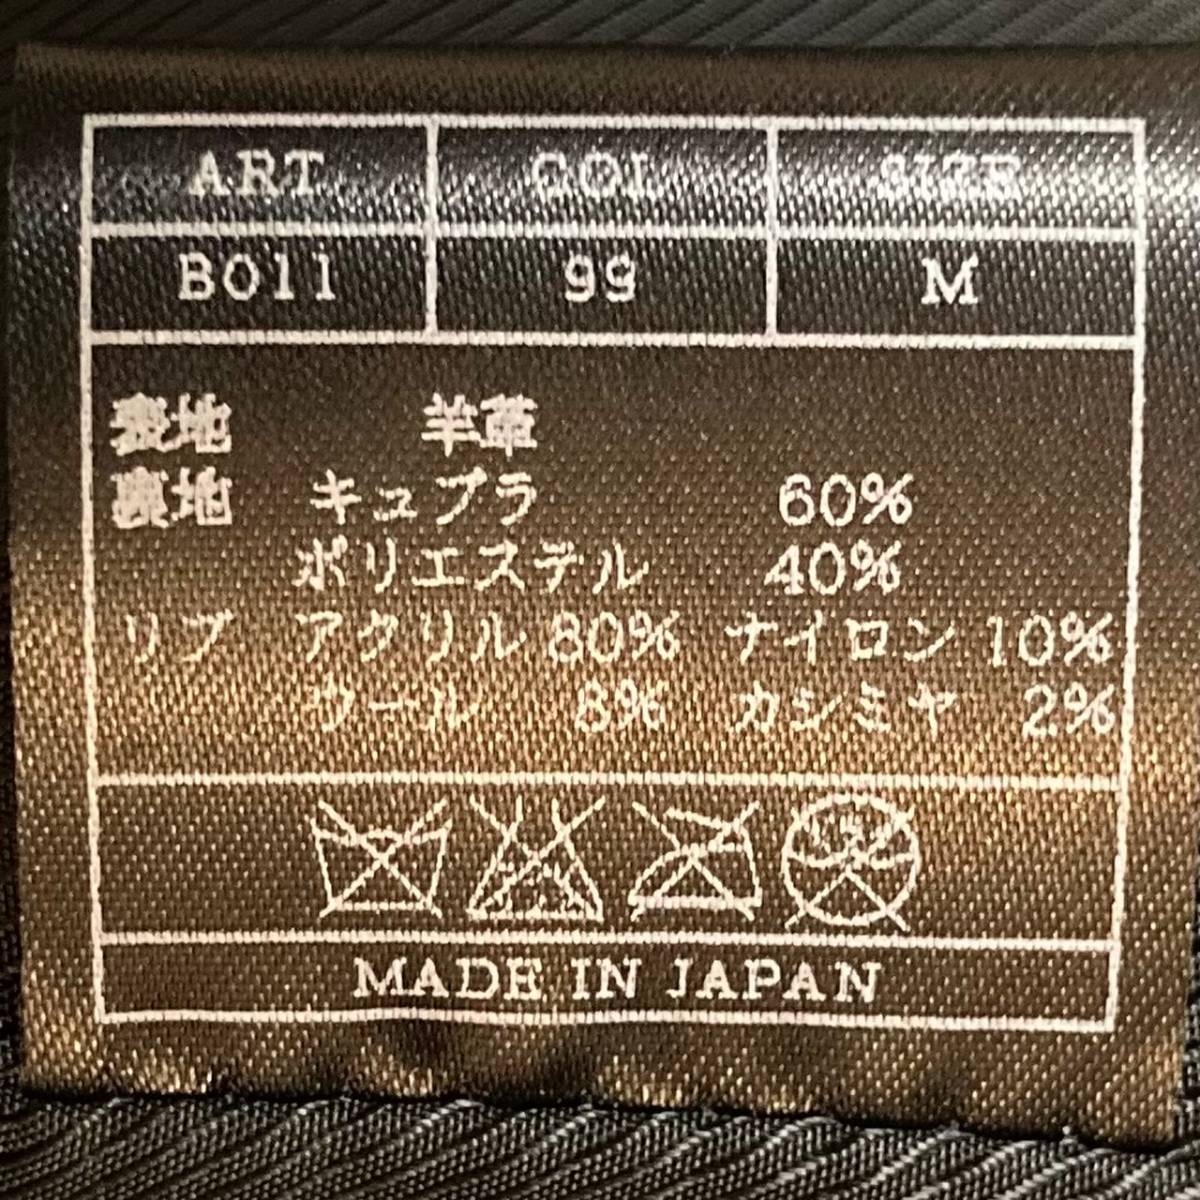 ART COL SIZE
B011 99 M
表地 羊革
裏地 キュプラ 60%
ポリエステル 40%
リブ アクリル 80% ナイロン 10%
ウール 8% カシミヤ 2%
MADE IN JAPAN